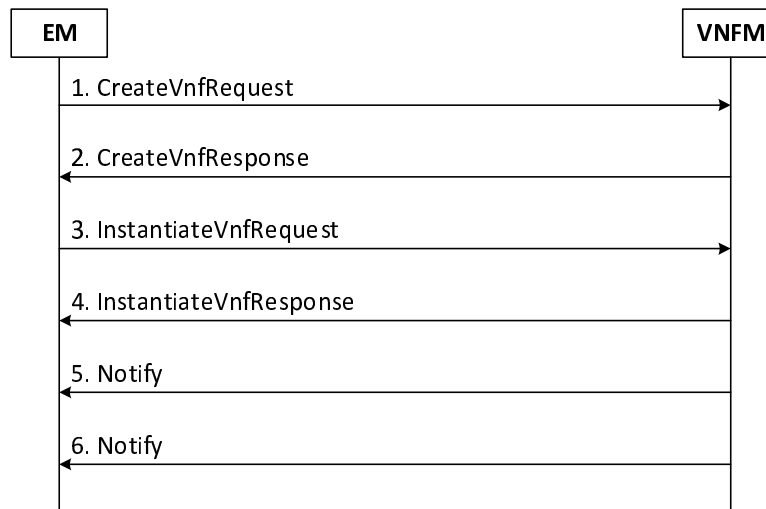 EM
VNFM
1. CreateVnfRequest
2. CreateVnfResponse
3. InstantiateVnfRequest
4. InstantiateVnfResponse
5. Notify
6. Notify